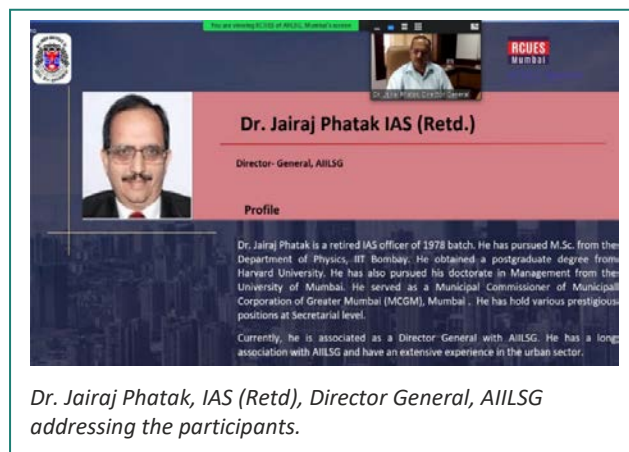 You are viewing RCUES of AIILSG, Mumbai's screen
RCUES
Mumbai
Dr. Jairaj Phatak, Director General
Dr. Jairaj Phatak IAS (Retd.)
Director- General, AIILSG
Profile
Dr. Jairaj Phatak is a retired IAS officer of 1978 batch. He has pursued M.Sc. from the
Department of Physics, IIT Bombay. He obtained a postgraduate degree from
Harvard University. He has also pursued his doctorate in Management from the
University of Mumbai. He served as a Municipal Commissioner of Municipall
Corporation of Greater Mumbai (MCGM), Mumbai . He has hold various prestigious
positions at Secretarial level.
Currently, he is associated as a Director General with AIILSG. He has a long
association with AIILSG and have an extensive experience in the urban sector.
Dr. Jairaj Phatak, IAS (Retd), Director General, AIILSG
addressing the participants.